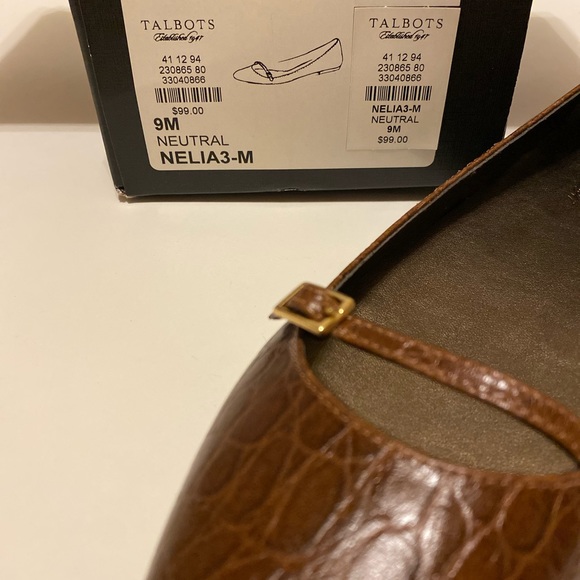 TALBOTS
Established 1947
41 12 94
230865 80
33040866
$99.00
9M
NEUTRAL
NELIA3-M
TALBOTS
Established 1947
41 12 94
230865 80
33040866
NELIA3-M
NEUTRAL
9M
$99.00